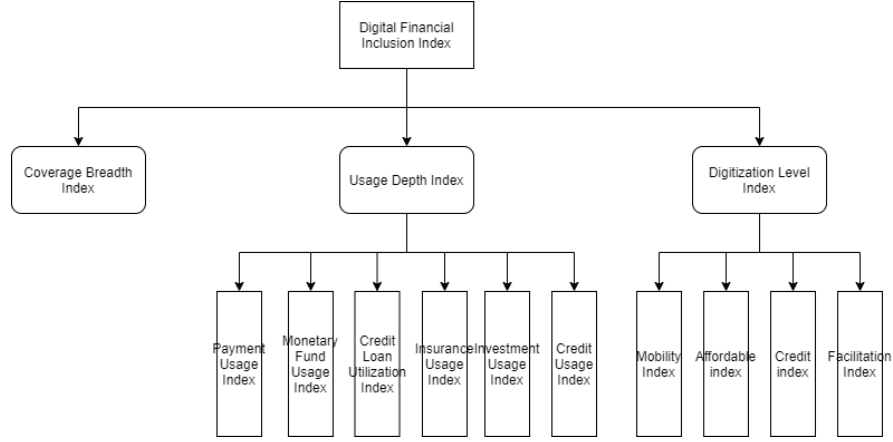 Digital Financial
Inclusion Index
Coverage Breadth
Index
Usage Depth Index
Digitization Level
Index
Payment
Usage
Index
Monetary
Fund
Usage
Index
Credit
Loan
Utilization
Index
Insurance
Usage
Index
Investment
Usage
Index
Credit
Usage
Index
Mobility
Index
Affordable
index
Credit
index
Facilitation
Index